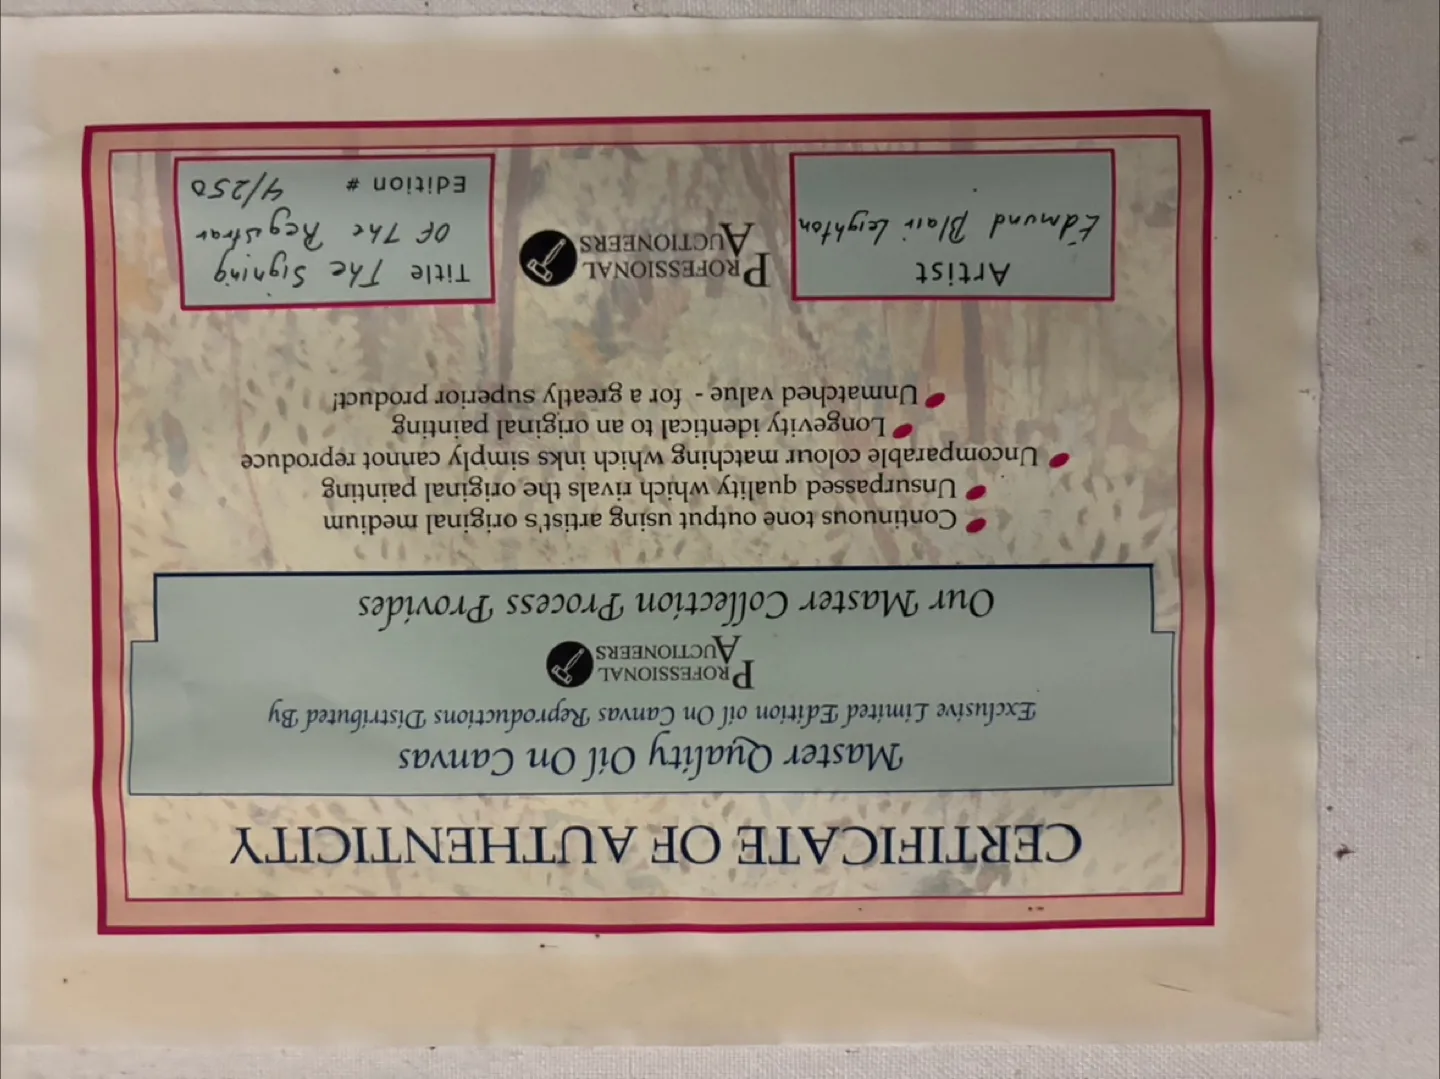 CERTIFICATE OF AUTHENTICITY
Master Quality Oil On Canvas
Exclusive Limited Edition oil On Canvas Reproductions Distributed By
PROFESSIONAL
AUCTIONEERS
Our Master Collection Process Provides
Continuous tone output using artist's original medium
Unsurpassed quality which rivals the original painting
Uncomparable colour matching which inks simply cannot reproduce
Longevity identical to an original painting
Unmatched value - for a greatly superior product!
Artist
Edmund Blair Leighton
PROFESSIONAL
AUCTIONEERS
Title The Signing
OF The Registrar
Edition # 4/250